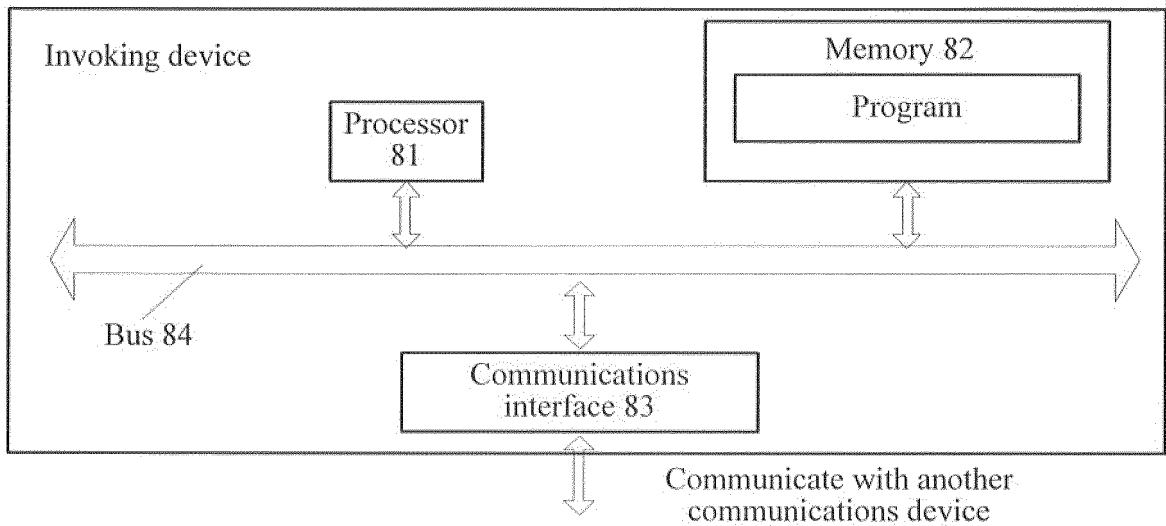 Invoking device
Memory 82
Program
Processor
81
Bus 84
Communications
interface 83
Communicate with another
communications device